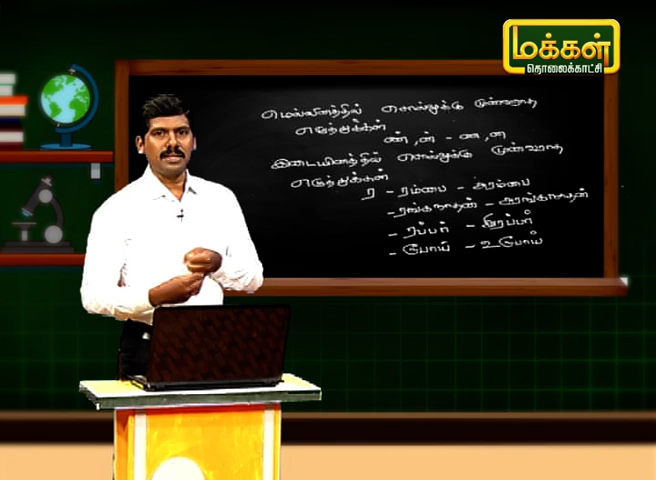 மக்கள்
தொலைக்காட்சி
மெல்லினத்தில் சொல்லுக்கு முன்வராத
எழுத்துக்கள்
ண், ன் - ண, ன
இடையினத்தில் சொல்லுக்கு முன்வராத
எழுத்துக்கள்
ர - ரம்பை - அரம்பை
- ரங்கநாதன் - அரங்கநாதன்
- ரப்பர் - இரப்பர்
- ரூபாய் - உரூபாய்